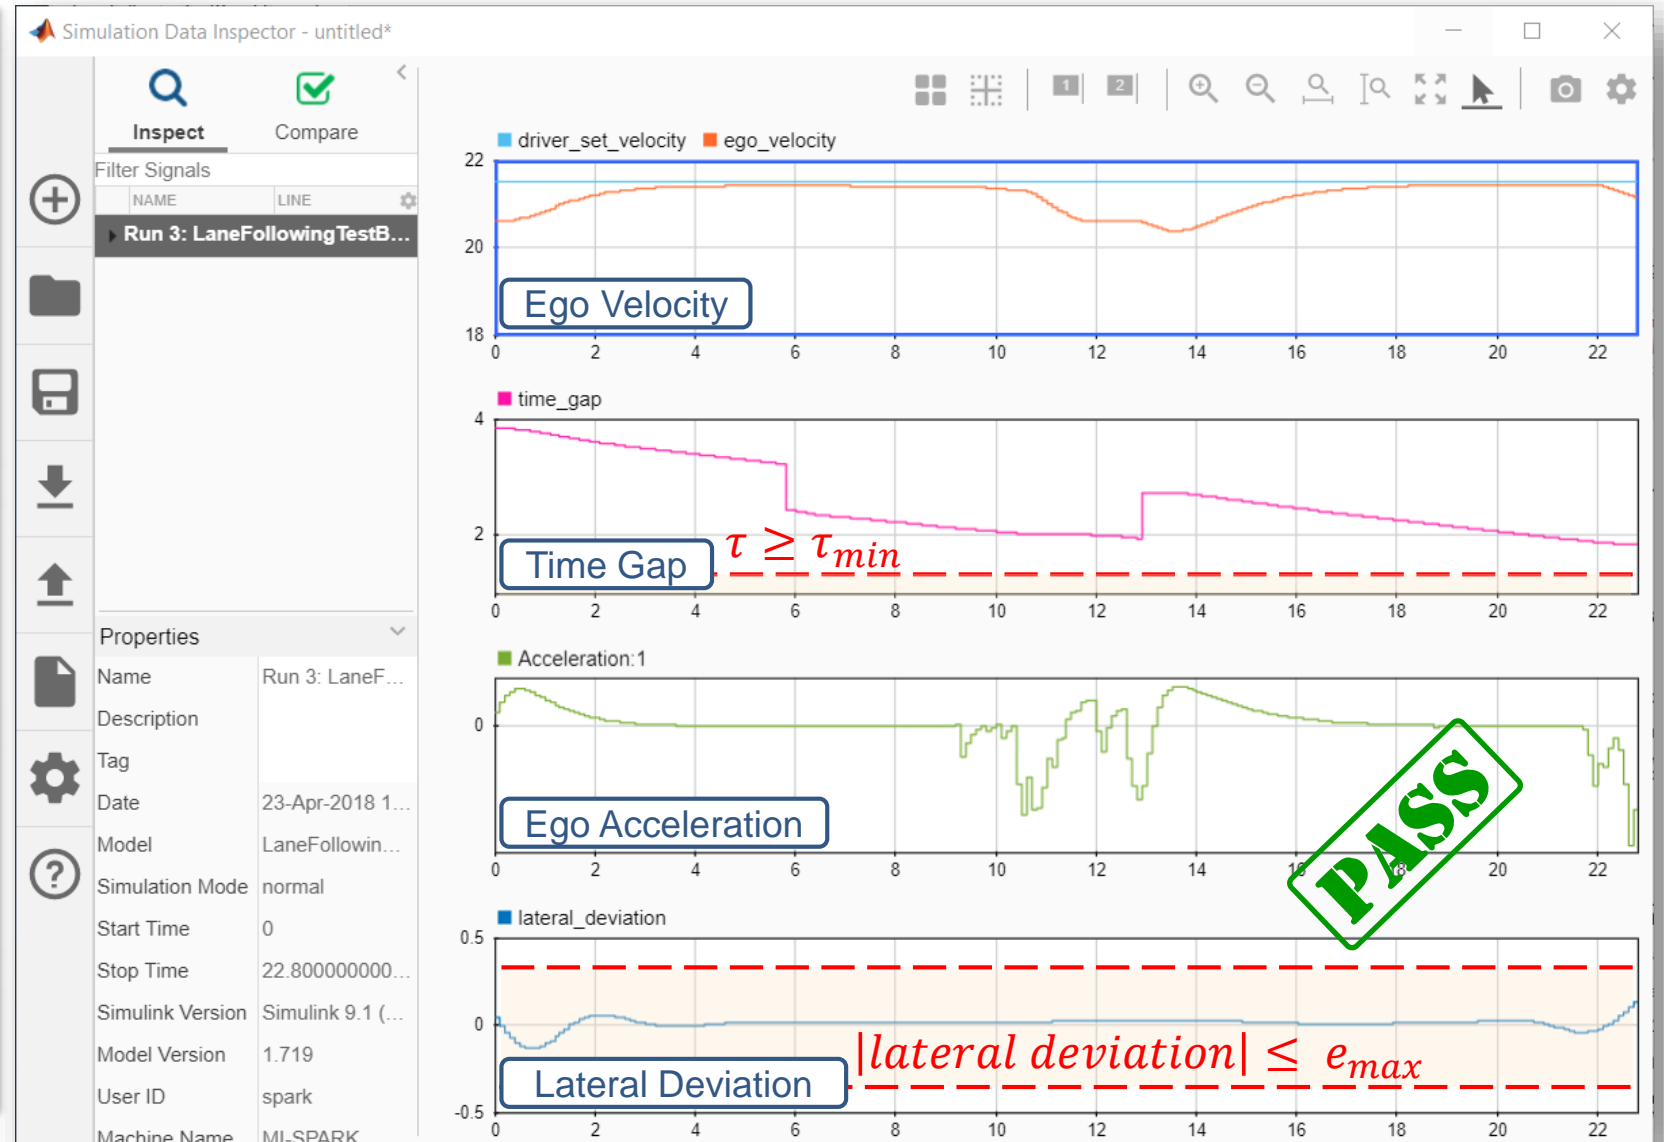 Simulation Data Inspector - untitled*
Inspect
Compare
Filter Signals
NAME
LINE
Run 3: LaneFollowingTestB...
Properties
Name Run 3: LaneF...
Description
Tag
Date 23-Apr-2018 1...
Model LaneFollowin...
Simulation Mode normal
Start Time 0
Stop Time 22.800000000...
Simulink Version Simulink 9.1 (...
Model Version 1.719
User ID spark
Machine Name MI-SPARK
1
2
driver_set_velocity ego_velocity
22
20
18
Ego Velocity
0 2 4 6 8 10 12 14 16 18 20 22
time_gap
4
2
Time Gap
τ ≥ τmin
0 2 4 6 8 10 12 14 16 18 20 22
Acceleration:1
0
Ego Acceleration
PASS
0 2 4 6 8 10 12 14 16 18 20 22
lateral_deviation
0.5
0
-0.5
Lateral Deviation
|lateral deviation| ≤ emax
0 2 4 6 8 10 12 14 16 18 20 22